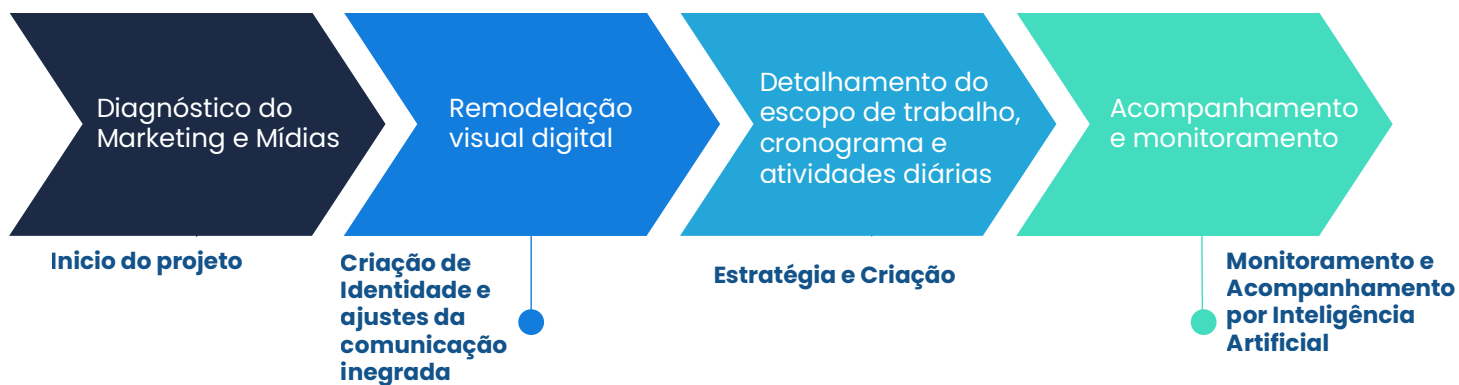 Diagnóstico do
Marketing e Mídias
Remodelação
visual digital
Detalhamento do
escopo de trabalho,
cronograma e
atividades diárias
Acompanhamento
e monitoramento
Inicio do projeto
Criação de
Identidade e
ajustes da
comunicação
inegrada
Estratégia e Criação
Monitoramento e
Acompanhamento
por Inteligência
Artificial